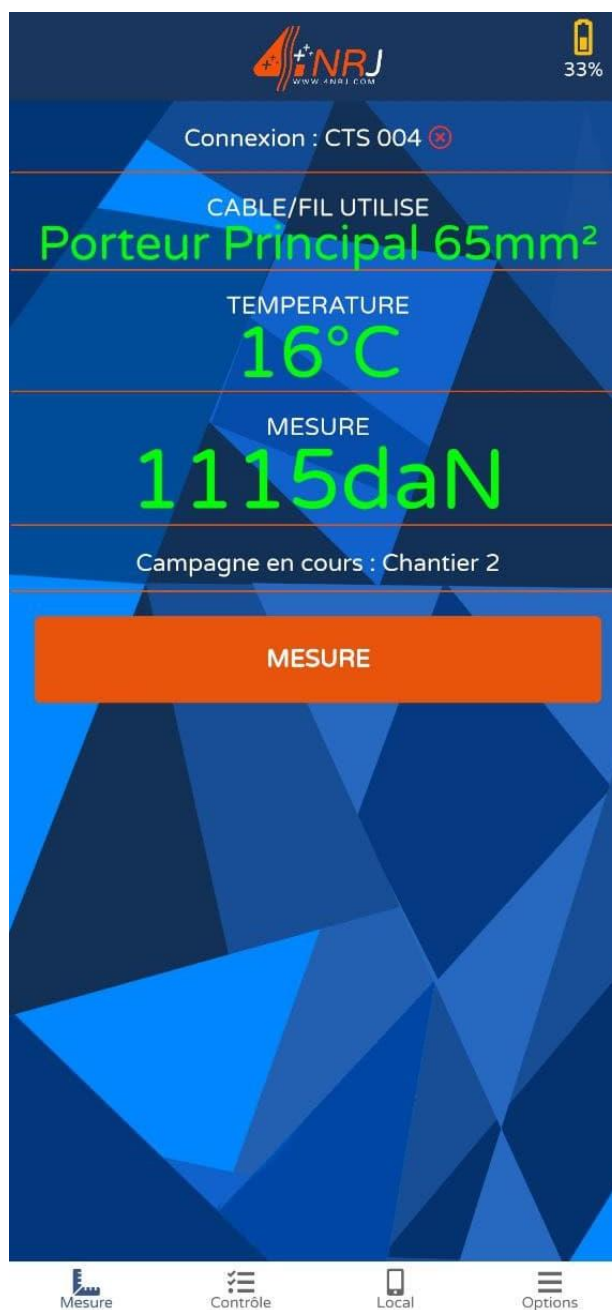 4NRJ
WWW.4NRJ.COM
33%
Connexion : CTS 004
CABLE/FIL UTILISE
Porteur Principal 65mm²
TEMPERATURE
16°C
MESURE
1115daN
Campagne en cours : Chantier 2
MESURE
Mesure
Contrôle
Local
Options